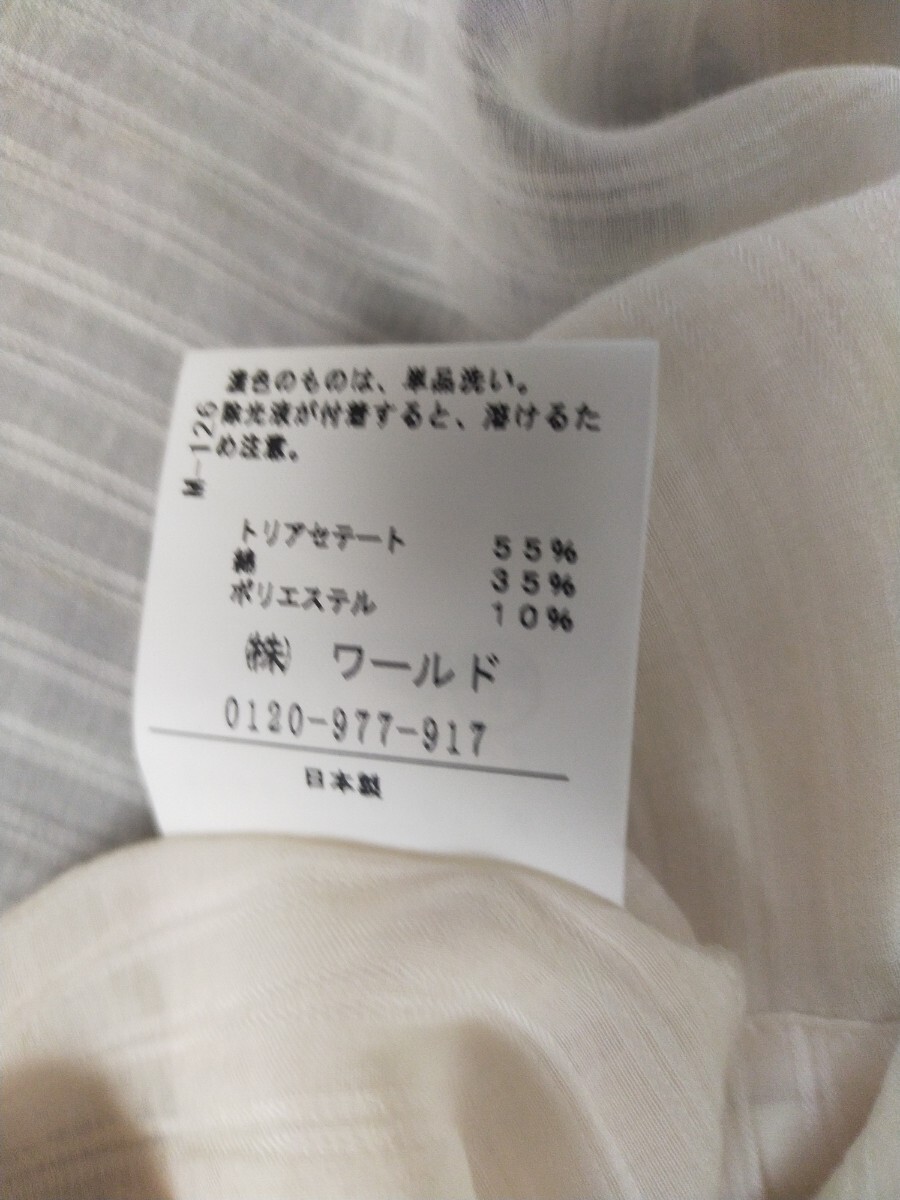 濃色のものは、単品洗い。
除光液が付着すると、溶けるた
め注意。
M-126
トリアセテート 55%
綿 35%
ポリエステル 10%
㈱ ワールド
0120-977-917
日本製